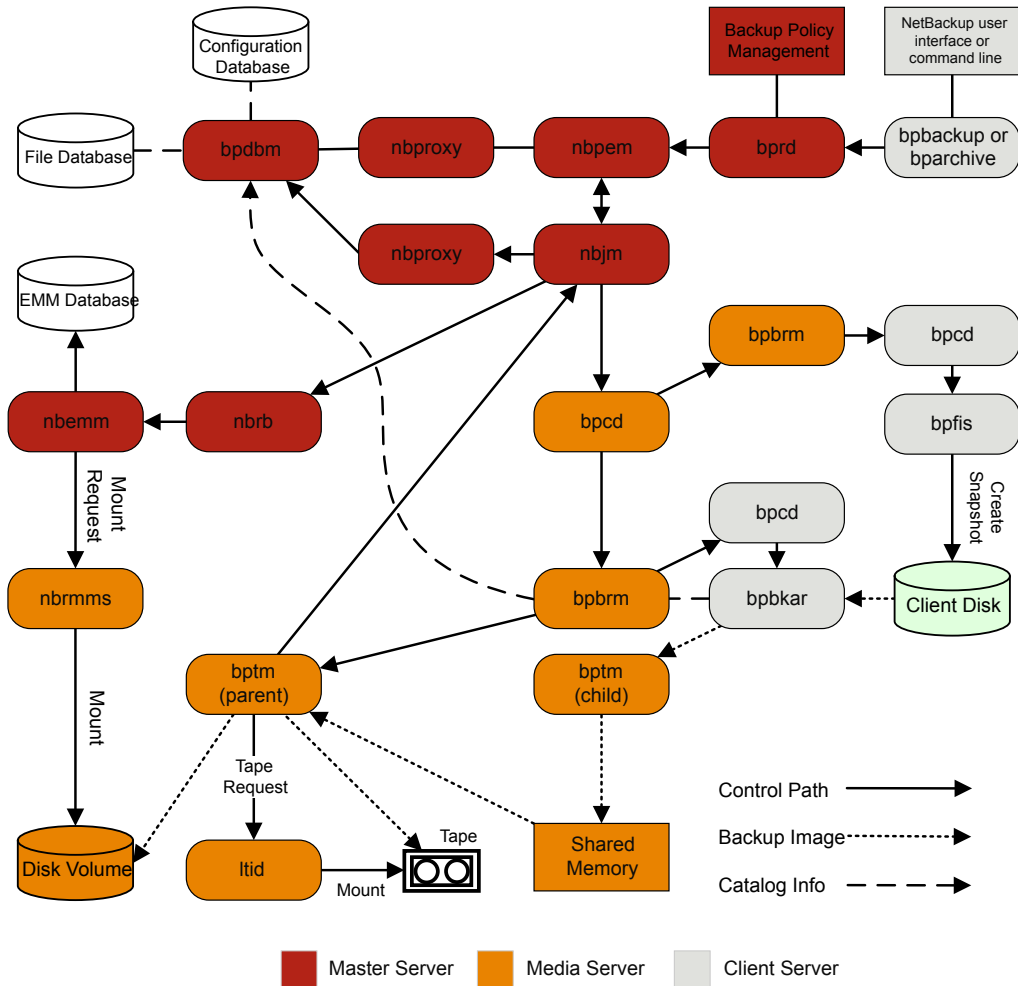 Configuration
Database
Backup Policy
Management
NetBackup user
interface or
command line
File Database
bpdbm
nbproxy
nbpem
bprd
bpbackup or
bparchive
nbproxy
nbjm
EMM Database
bpbrm
bpcd
nbemm
nbrb
bpcd
bpfis
Mount
Request
Create
Snapshot
bpcd
nbrmms
bpbrm
bpbkar
Client Disk
bptm
(parent)
bptm
(child)
Mount
Tape
Request
Control Path
Tape
Shared
Memory
Backup Image
Disk Volume
ltid
Mount
Catalog Info
Master Server
Media Server
Client Server